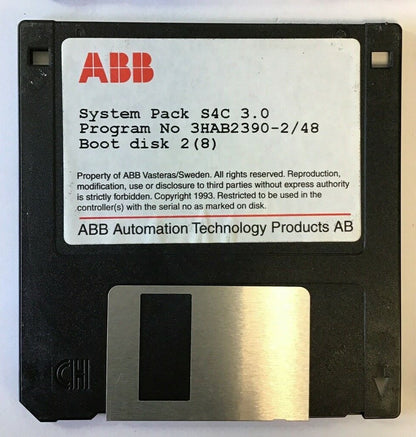 ABB
System Pack S4C 3.0
Program No 3HAB2390-2/48
Boot disk 2(8)
Property of ABB Vasteras/Sweden. All rights reserved. Reproduction,
modification, use or disclosure to third parties without express authority
is strictly forbidden. Copyright 1993. Restricted to be used in the
controller(s) with the serial no as marked on disk.
ABB Automation Technology Products AB